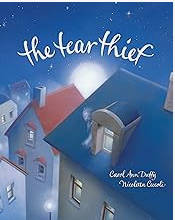 the tear thief
Carol Ann Duffy
Nicoletta Ceccoli